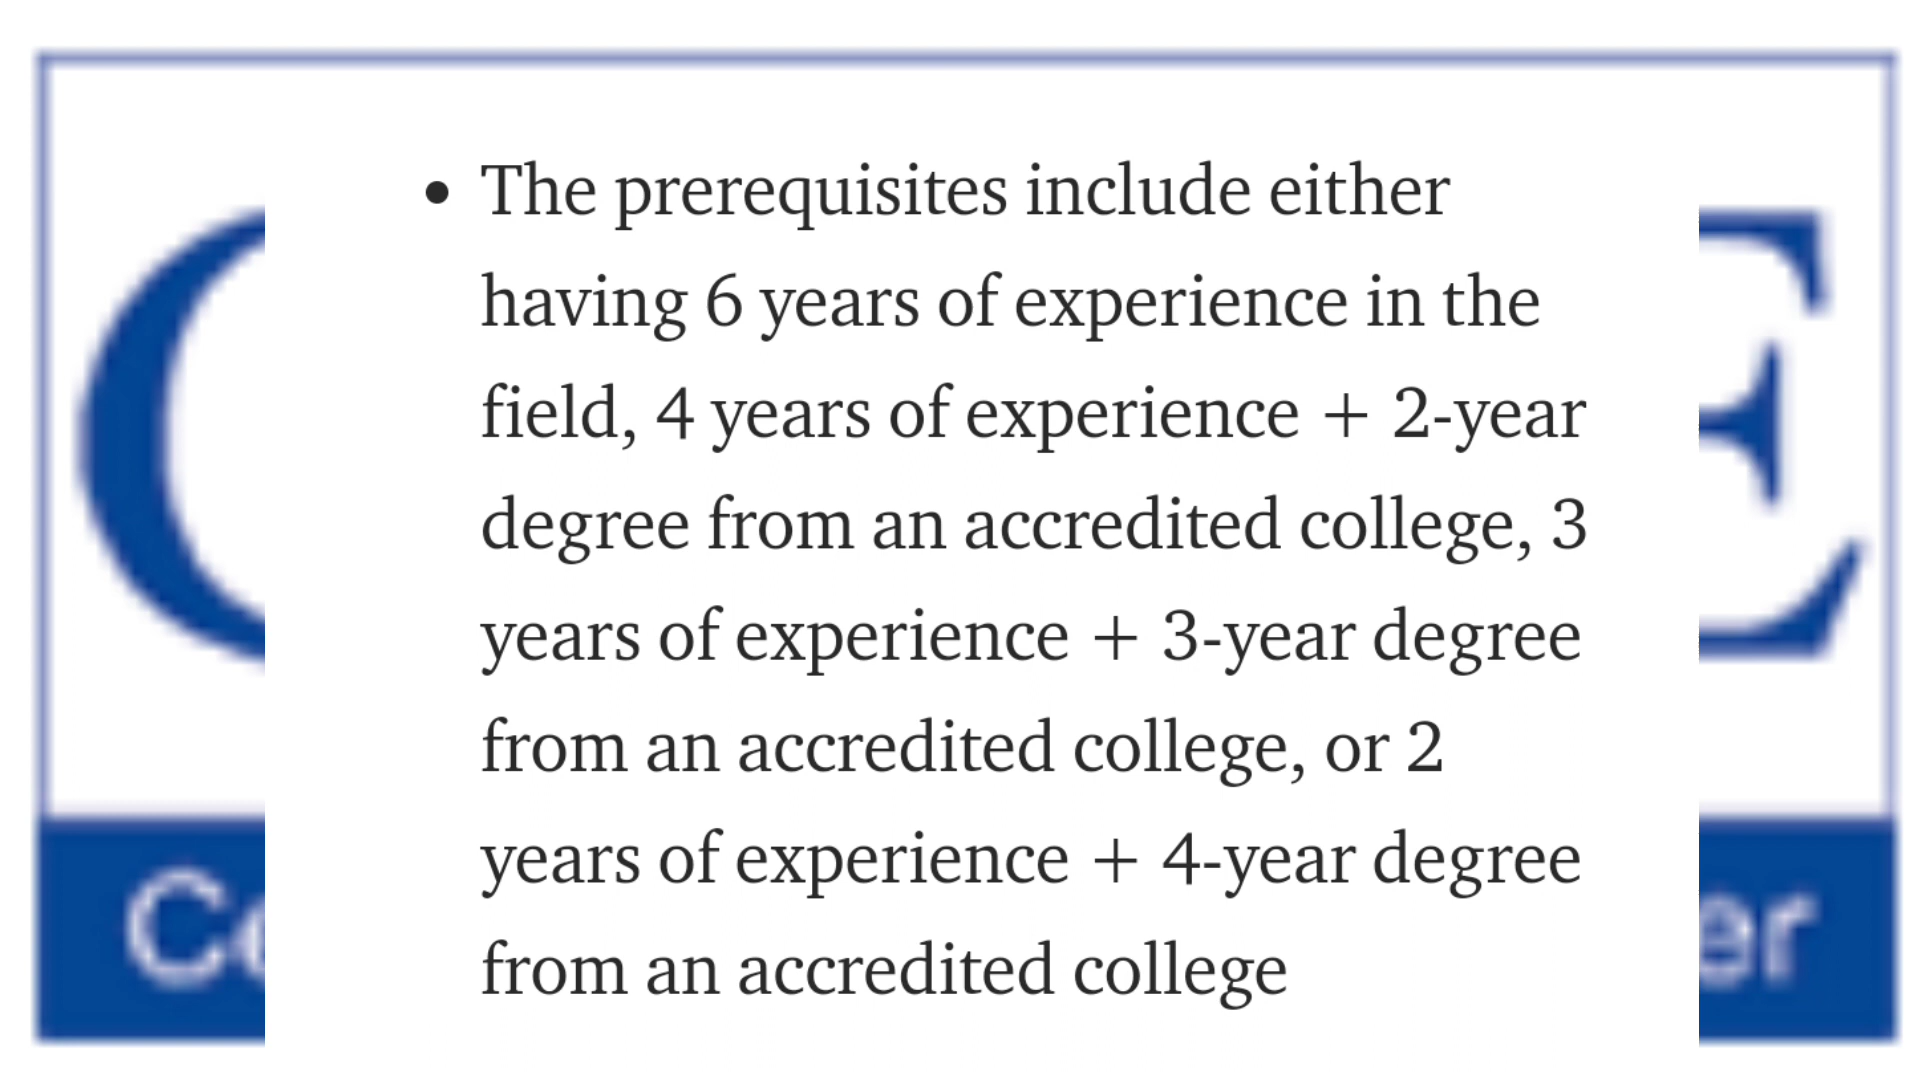 • The prerequisites include either
having 6 years of experience in the
field, 4 years of experience + 2-year
degree from an accredited college, 3
years of experience + 3-year degree
from an accredited college, or 2
years of experience + 4-year degree
from an accredited college